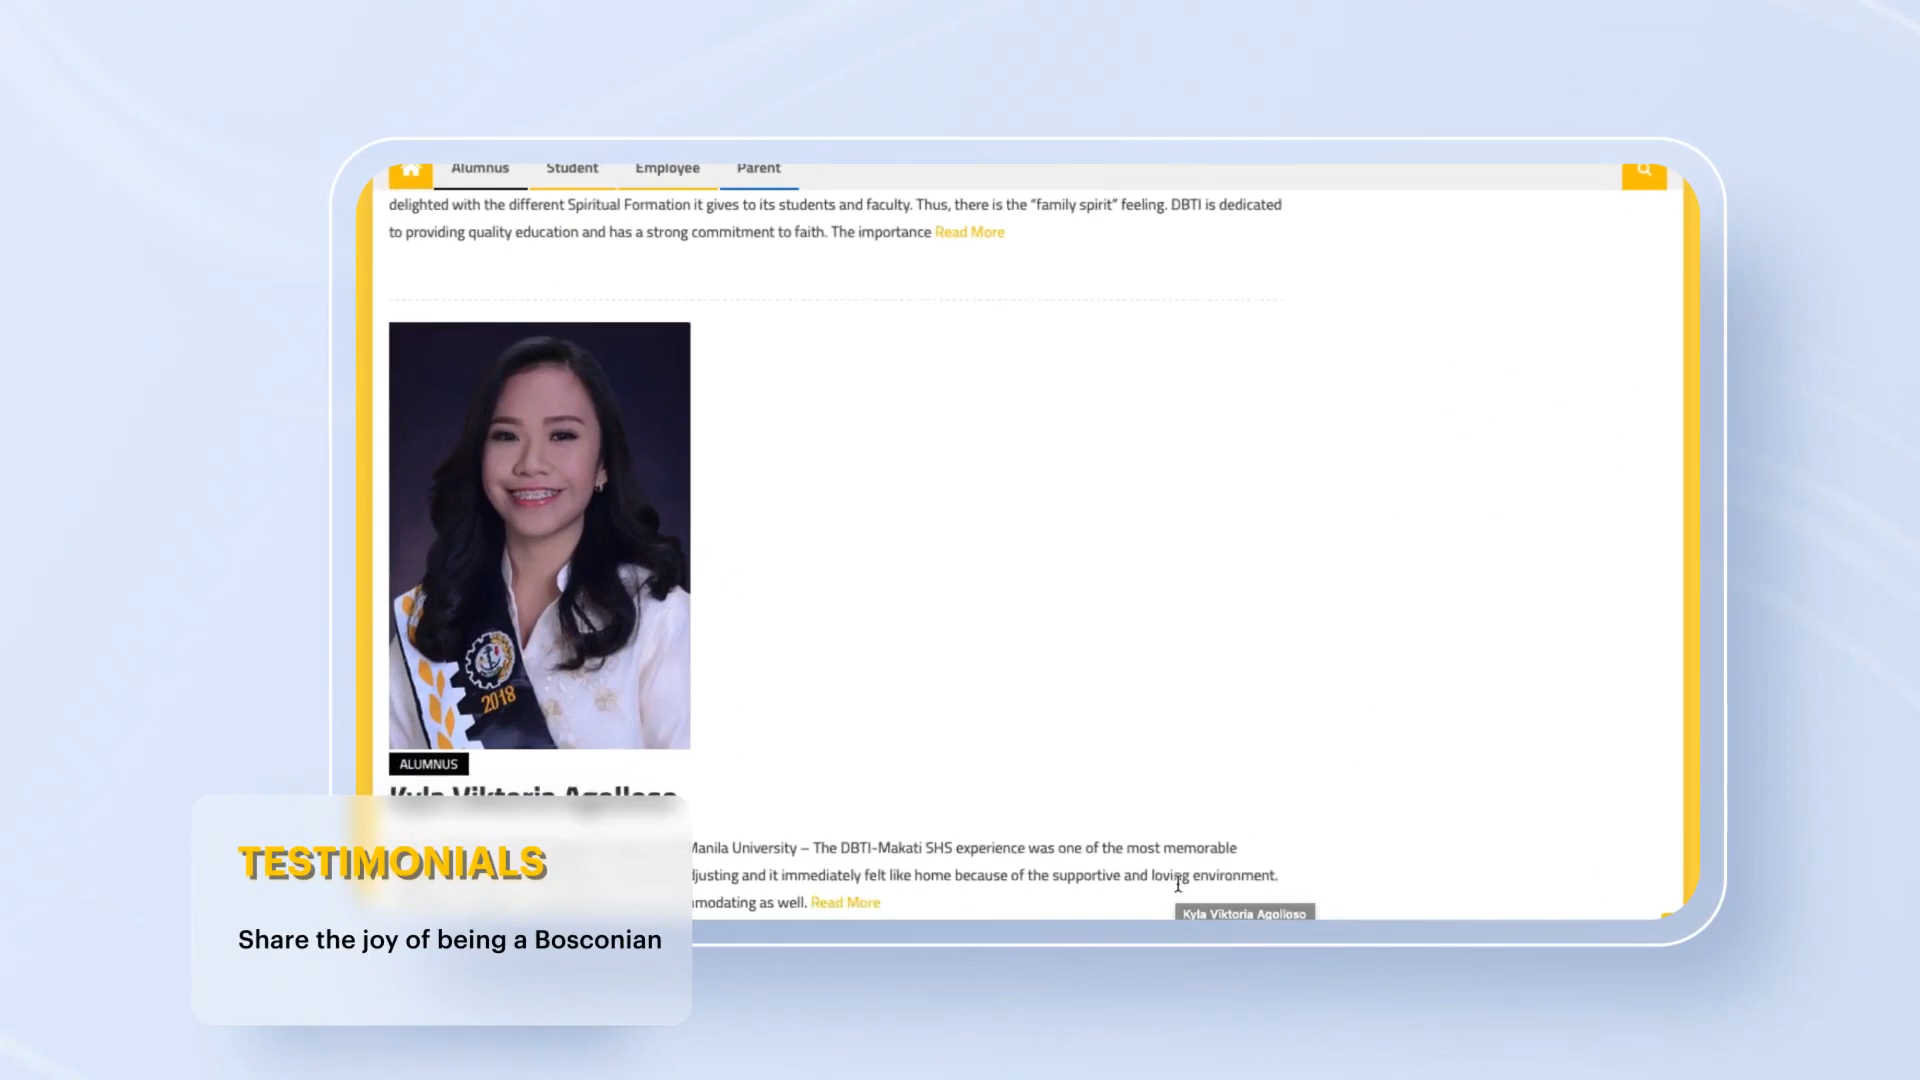 Alumnus Student Employee Parent
delighted with the different Spiritual Formation it gives to its students and faculty. Thus, there is the “family spirit” feeling. DBTI is dedicated
to providing quality education and has a strong commitment to faith. The importance Read More
2018
ALUMNUS
Kyla Viktoria Agolloso
Manila University – The DBTI-Makati SHS experience was one of the most memorable
and it immediately felt like home because of the supportive and loving environment.
as well. Read More
Kyla Viktoria Agolloso
TESTIMONIALS
Share the joy of being a Bosconian